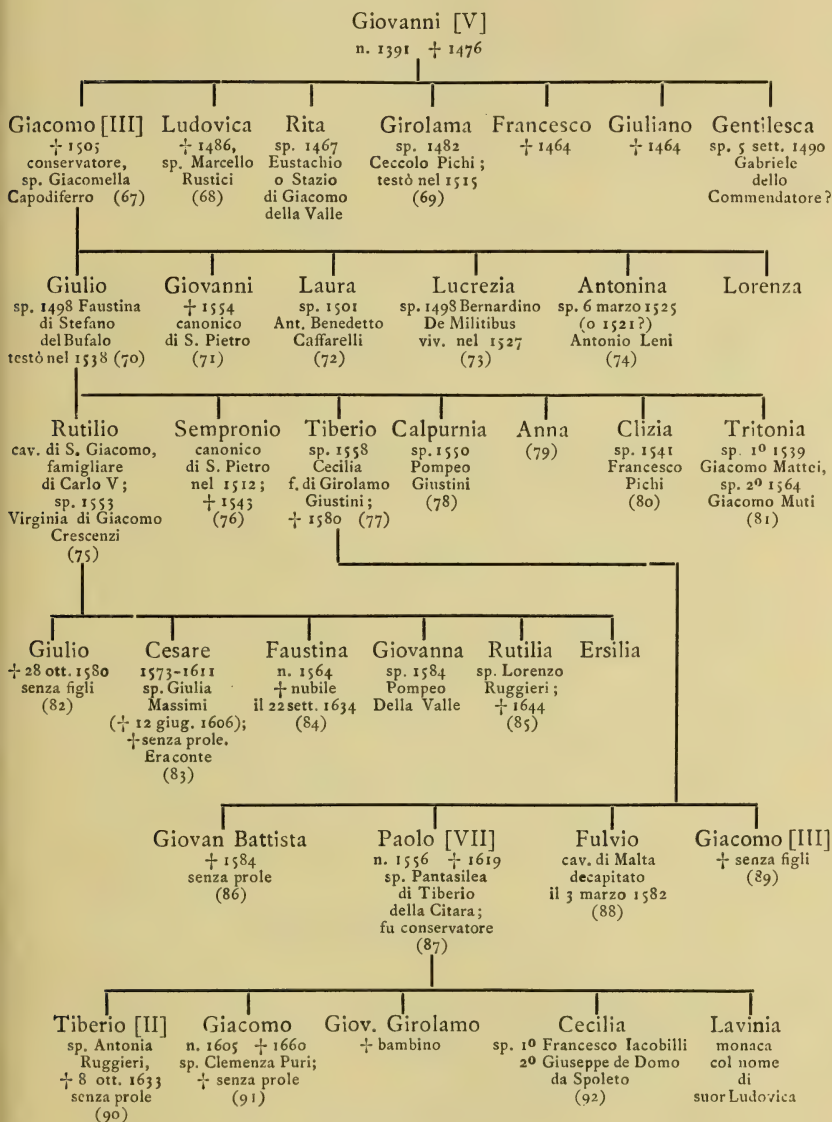 Giovanni [V]
n. 1391 † 1476
Giacomo [III]
† 1505
conservatore,
sp. Giacomella
Capodiferro (67)
Ludovica
† 1486,
sp. Marcello
Rustici
(68)
Rita
sp. 1467
Eustachio
o Stazio
di Giacomo
della Valle
Girolama
sp. 1482
Ceccolo Pichi ;
testò nel 1515
(69)
Francesco
† 1464
Giuliano
† 1464
Gentilesca
sp. 5 sett. 1490
Gabriele
dello
Commendatore ?
Giulio
sp. 1498 Faustina
di Stefano
del Bufalo
testò nel 1538 (70)
Giovanni
† 1554
canonico
di S. Pietro
(71)
Laura
sp. 1501
Ant. Benedetto
Caffarelli
(72)
Lucrezia
sp. 1498 Bernardino
De Militibus
viv. nel 1527
(73)
Antonina
sp. 6 marzo 1525
(o 1521?)
Antonio Leni
(74)
Lorenza
Rutilio
cav. di S. Giacomo,
famigliare
di Carlo V ;
sp. 1553
Virginia di Giacomo
Crescenzi
(75)
Sempronio
canonico
di S. Pietro
nel 1512 ;
† 1543
(76)
Tiberio
sp. 1558
Cecilia
f. di Girolamo
Giustini ;
† 1580 (77)
Calpurnia
sp. 1550
Pompeo
Giustini
(78)
Anna
(79)
Clizia
sp. 1541
Francesco
Pichi
(80)
Tritonia
sp. 1º 1539
Giacomo Mattei,
sp. 2º 1564
Giacomo Muti
(81)
Giulio
† 28 ott. 1580
senza figli
(82)
Cesare
1573-1611
sp. Giulia
Massimi
(† 12 giug. 1606);
† senza prole.
Era conte
(83)
Faustina
n. 1564
† nubile
il 22 sett. 1634
(84)
Giovanna
sp. 1584
Pompeo
Della Valle
Rutilia
sp. Lorenzo
Ruggieri ;
† 1644
(85)
Ersilia
Giovan Battista
† 1584
senza prole
(86)
Paolo [VII]
n. 1556 † 1619
sp. Pantasilea
di Tiberio
della Citara ;
fu conservatore
(87)
Fulvio
cav. di Malta
decapitato
il 3 marzo 1582
(88)
Giacomo [III]
† senza figli
(89)
Tiberio [II]
sp. Antonia
Ruggieri,
† 8 ott. 1633
senza prole
(90)
Giacomo
n. 1605 † 1660
sp. Clemenza Puri;
† senza prole
(91)
Giov. Girolamo
† bambino
Cecilia
sp. 1º Francesco Iacobilli
2º Giuseppe de Domo
da Spoleto
(92)
Lavinia
monaca
col nome
di
suor Ludovica